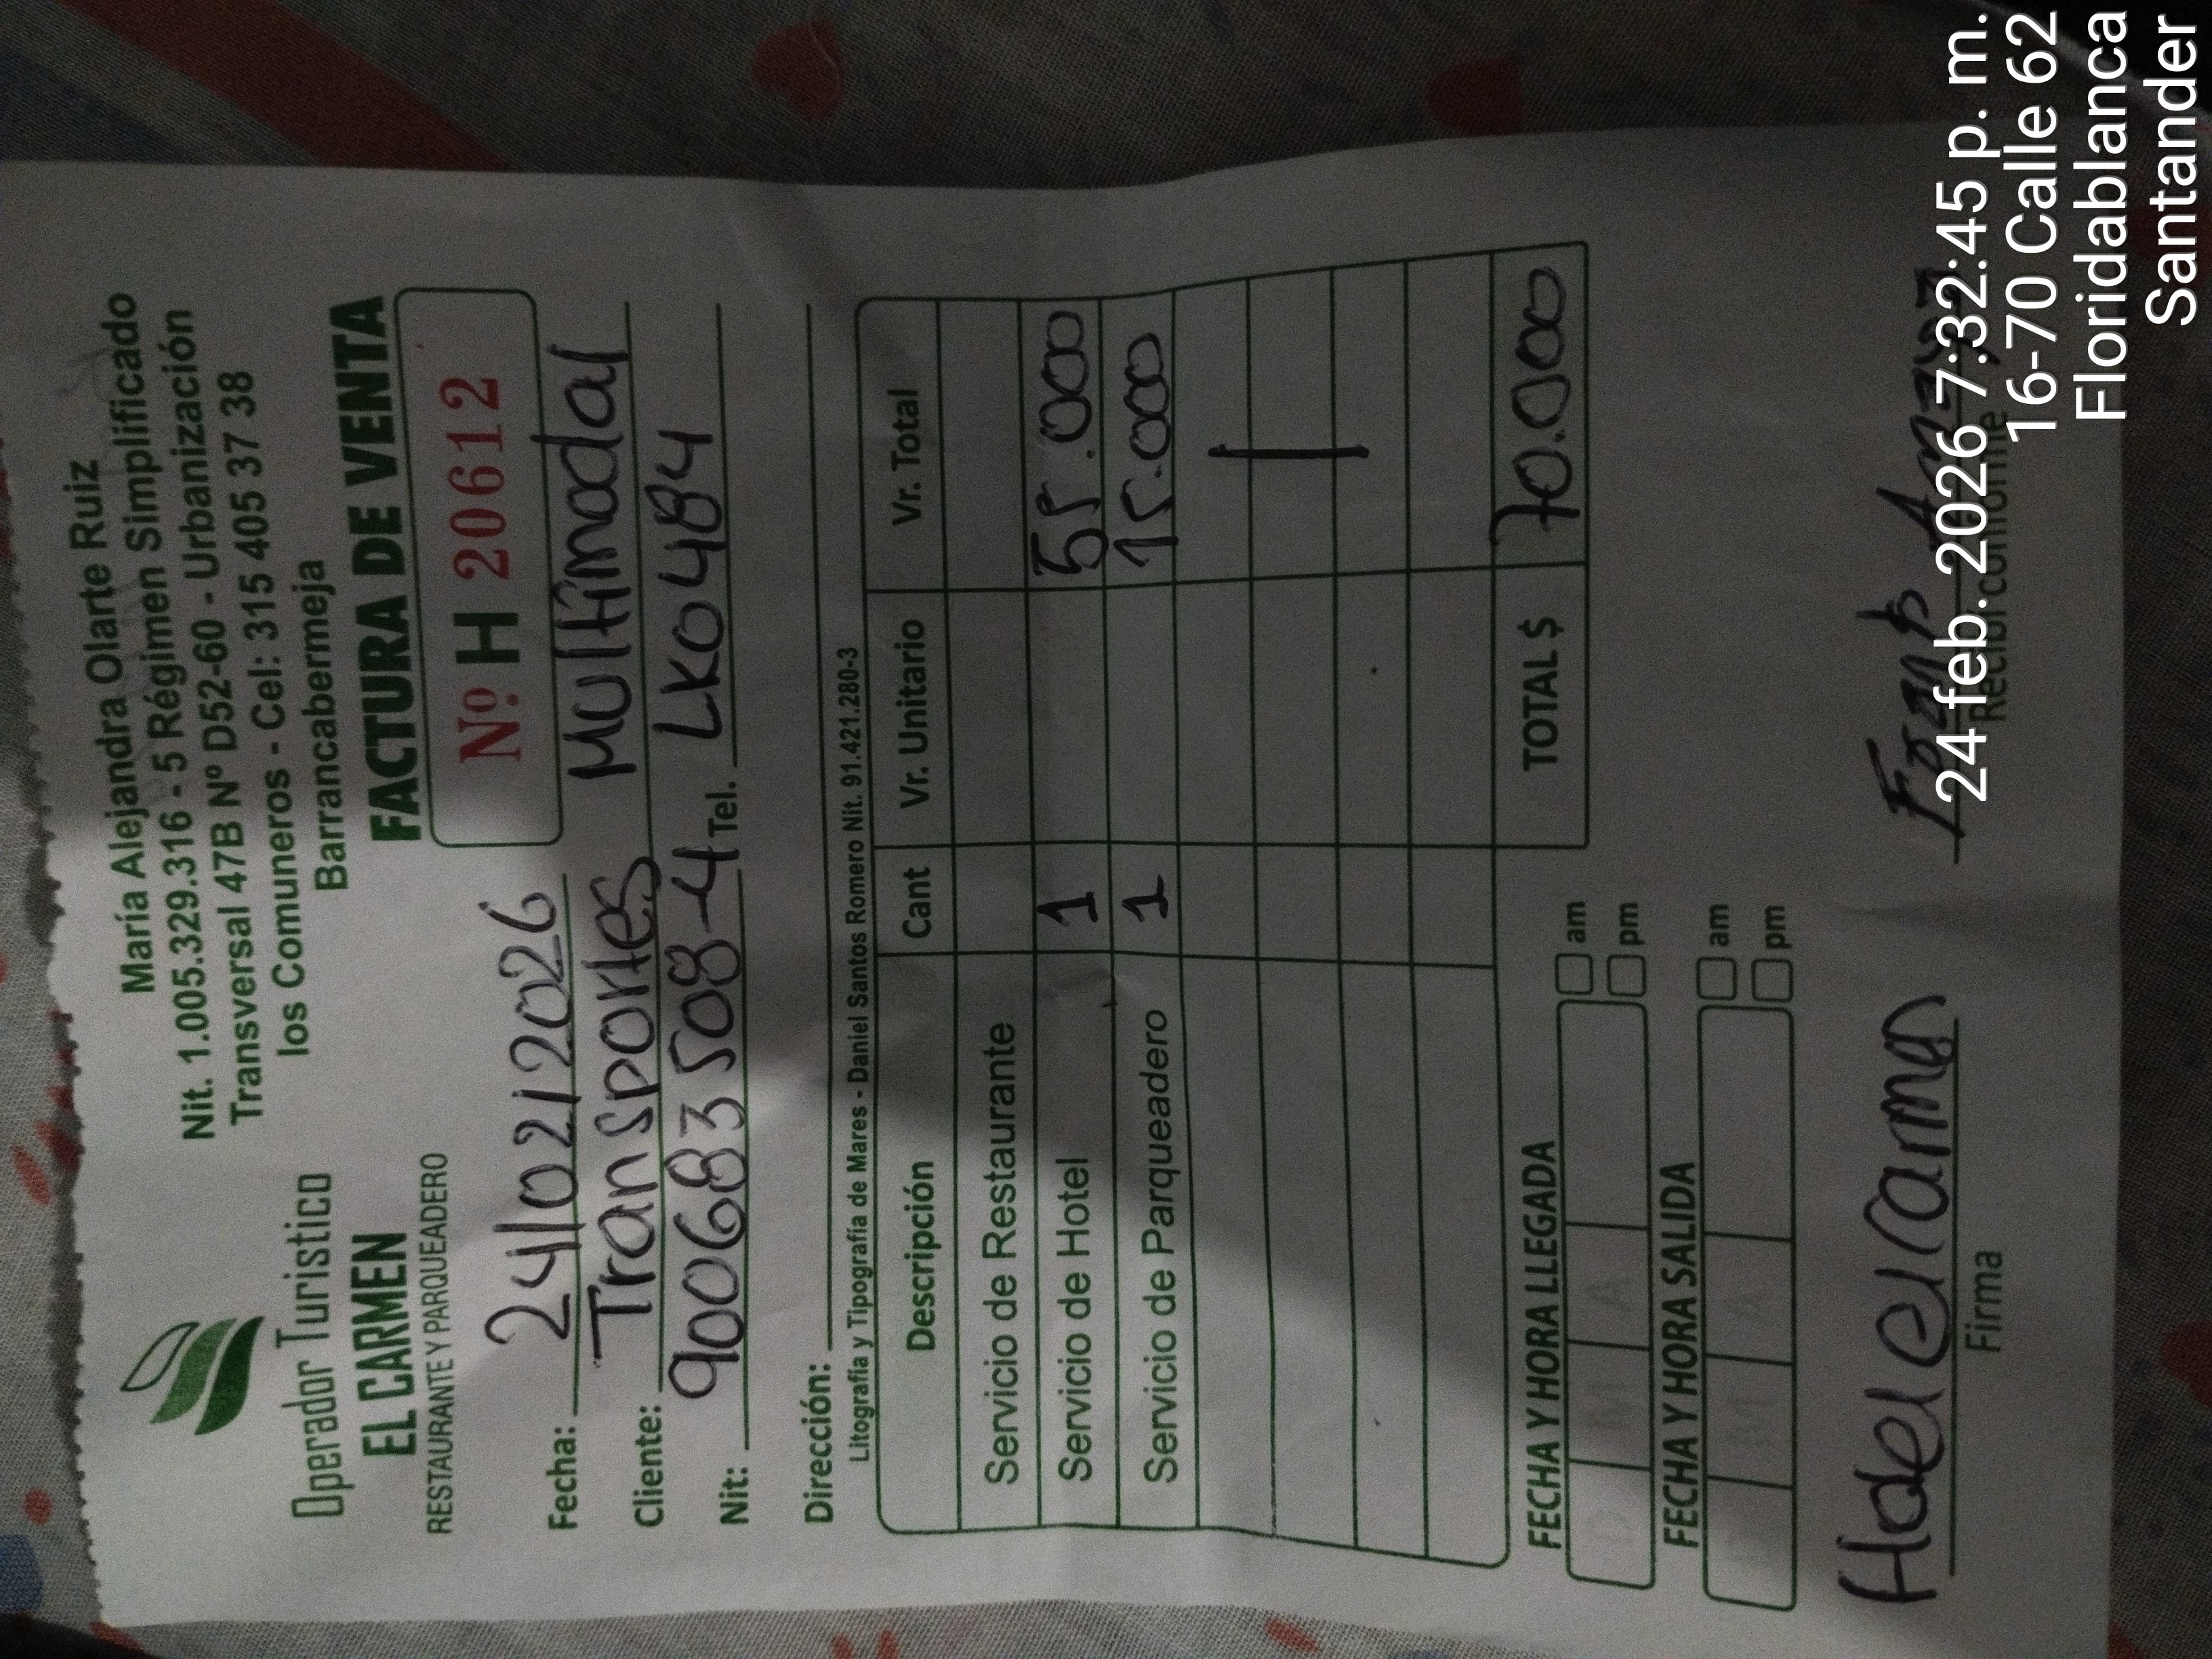 María Alejandra Olarte Ruiz
Nit. 1.005.329.316 - 5 Régimen Simplificado
Transversal 47B Nº D52-60 - Urbanización
los Comuneros - Cel: 315 405 37 38
Barrancabermeja
Operador Turistico
EL CARMEN
RESTAURANTE Y PARQUEADERO
FACTURA DE VENTA
Nº H 20612
Fecha: 24/02/2026
Cliente: Transportes Multimodal
Nit: 900683508-4 Tel. LKO484
Dirección:
Litografía y Tipografía de Mares - Daniel Santos Romero Nit. 91.421.280-3
Descripción Cant Vr. Unitario Vr. Total
Servicio de Restaurante
Servicio de Hotel 1 55.000
Servicio de Parqueadero 1 15.000
TOTAL $ 70.000
FECHA Y HORA LLEGADA am
D M A pm
FECHA Y HORA SALIDA am
M A pm
Hotel el Carmen Frank
Firma Recibí conforme
24 feb. 2026 7:32:45 p. m.
16-70 Calle 62
Floridablanca
Santander